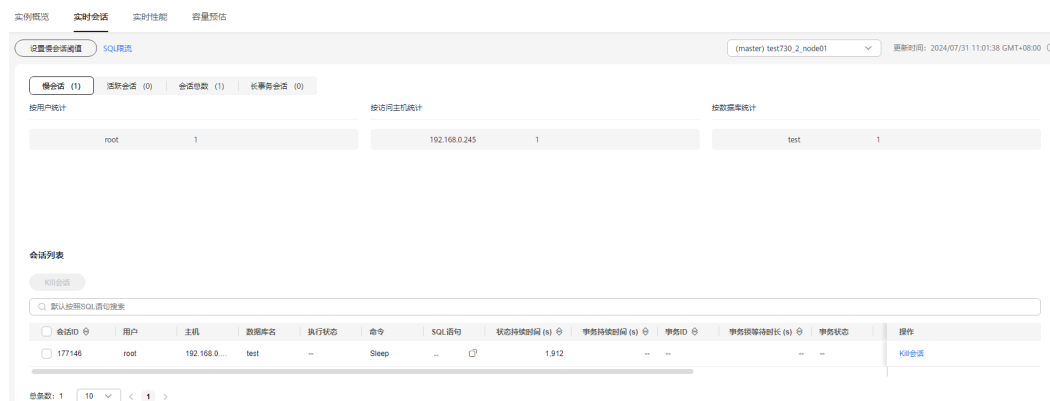 实例概览 实时会话 实时性能 容量预估
设置慢会话阈值 SQL限流 (master) test730_2_node01 更新时间：2024/07/31 11:01:38 GMT+08:00
慢会话 (1) 活跃会话 (0) 会话总数 (1) 长事务会话 (0)
按用户统计 按访问主机统计 按数据库统计
root 1 192.168.0.245 1 test 1
会话列表
Kill会话
默认按照SQL语句搜索
会话ID 用户 主机 数据库名 执行状态 命令 SQL语句 状态持续时间 (s) 事务持续时间 (s) 事务ID 事务锁等待时长 (s) 事务状态 操作
177146 root 192.168.0.... test -- Sleep ... 1,912 -- -- -- -- Kill会话
总条数：1 10 < 1 >